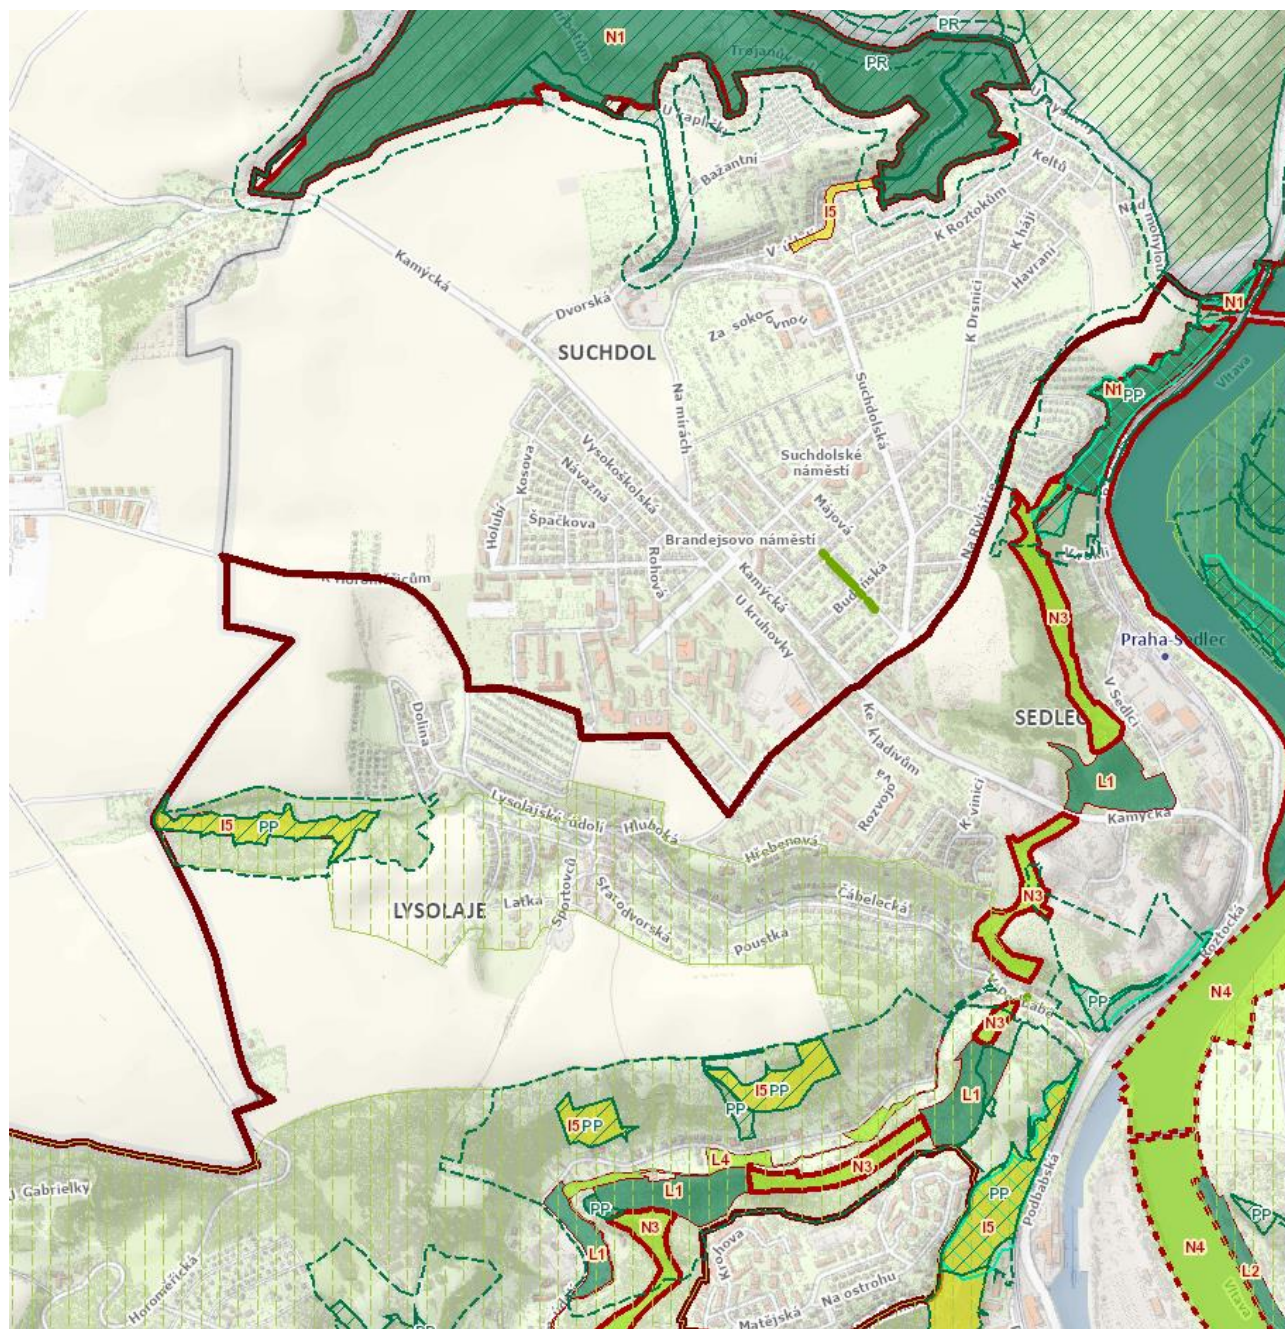 N1
PR
PR
Bažantní
Keltů
I5
K Roztokům
K háji
Havraní
Nad mohylou
Kamýcká
Dvorská
Za sokolovnou
K Drsnici
N1
SUCHDOL
Na mírách
Suchdolská
Vltava
N1
PP
Kosova
Vysokoškolská
Návazná
Suchdolské
náměstí
Májová
Holubí
Špačkova
Rohová
Brandejsovo náměstí
Kamýcká
U kruhovky
Na Rybářce
N3
Praha-Sedlec
V Sedlci
SEDLEC
Dolina
Ke kladivům
Rozvojová
K vinici
L1
Kamýcká
I5
PP
Lysolajské údolí
Hluboká
Hřebenová
LYSOLAJE
Latka
Sportovců
Starodvorská
Poustka
Čábelecká
N3
Roztocká
PP
N4
N3
I5
PP
PP
I5
PP
L1
L4
N3
L1
PP
N3
L1
Podbabská
PP
I5
N4
PP
L2
Vltava
Horoměřická
Krohova
Na ostrohu
Matějská
PP